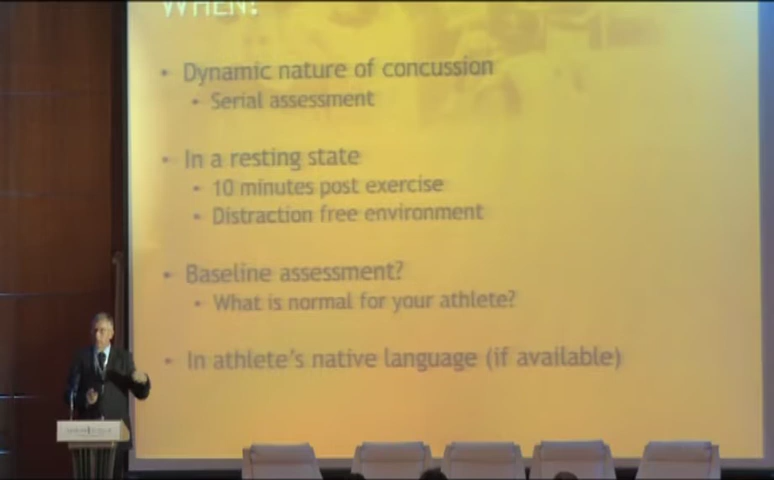 WHEN?
• Dynamic nature of concussion
• Serial assessment
• In a resting state
• 10 minutes post exercise
• Distraction free environment
• Baseline assessment?
• What is normal for your athlete?
• In athlete's native language (if available)